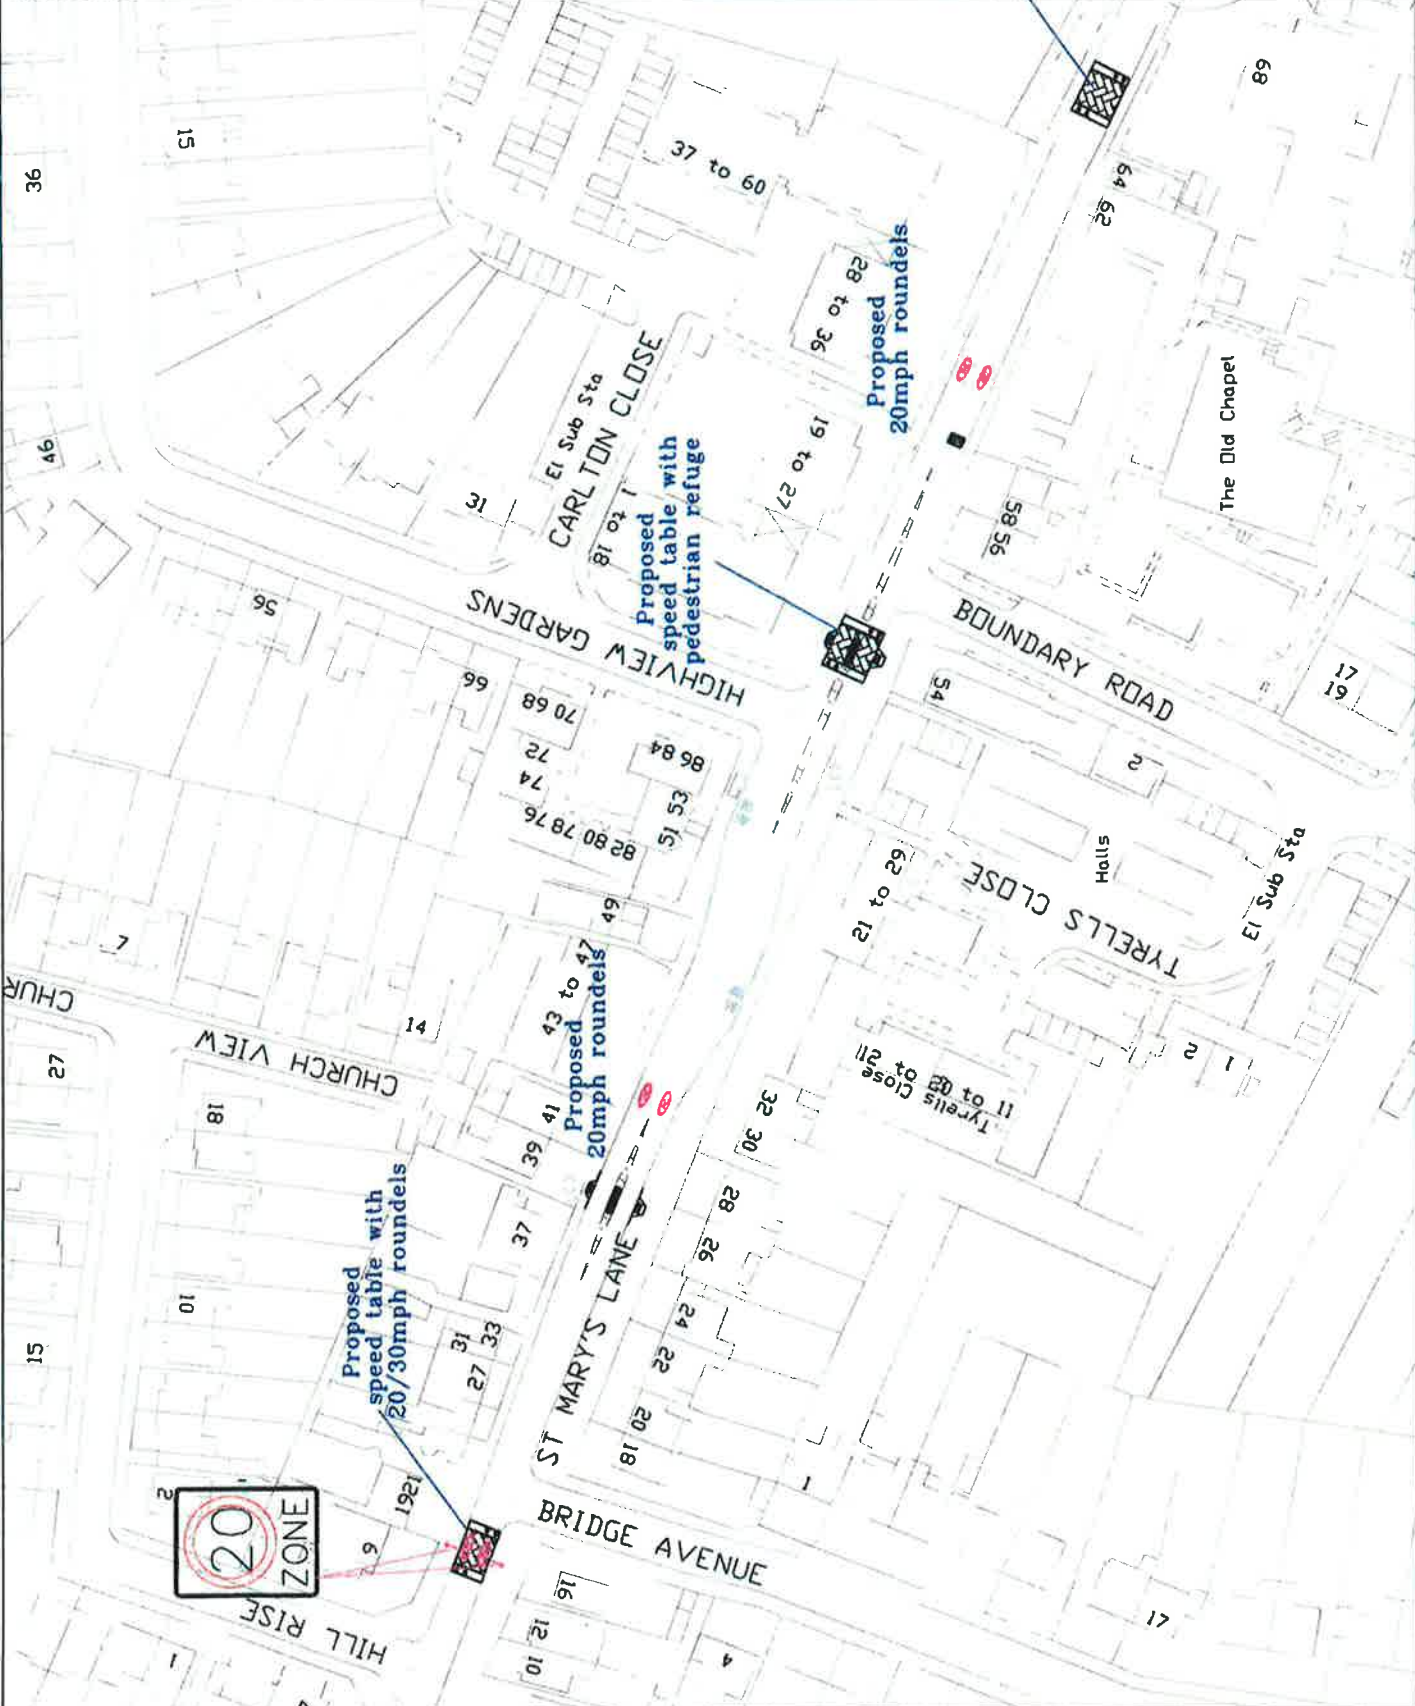 36
15
89
37 to 60
64
62
28 to 36
Proposed
20mph roundels
46
El Sub Sta
CARLTON CLOSE
31
1 to 18
19 to 27
The Old Chapel
Proposed
speed table with
pedestrian refuge
58 56
56
HIGHVIEW GARDENS
BOUNDARY ROAD
17
19
66
70 68
72
74
82 80 78 76
86 84
51 53
54
2
Halls
El Sub Sta
TYRELLS CLOSE
21 to 29
7
49
43 to 47
CHUR
CHURCH VIEW
14
27
18
41
39
Proposed
20mph roundels
32
30
Tyrells Close
1
2
37
28
26
10
15
Proposed
speed table with
20/30mph roundels
31
33
27
ST MARY'S LANE
24
22
20
18
1
2
1921
9
20
ZONE
HILL RISE
BRIDGE AVENUE
16
12
10
4
17
1